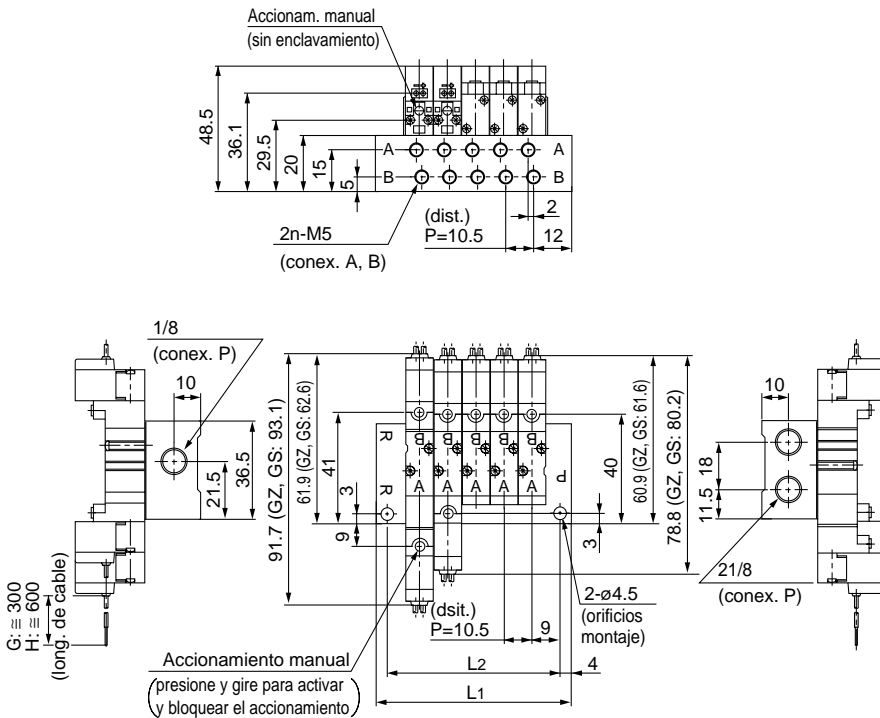 Accionam. manual
(sin enclavamiento)
48.5
36.1
29.5
20
15
5
A A
B B
2n-M5
(conex. A, B)
(dist.)
P=10.5
2
12
1/8
(conex. P)
10
21.5
36.5
G: ≅ 300
H: ≅ 600
(long. de cable)
91.7 (GZ, GS: 93.1)
61.9 (GZ, GS: 62.6)
41
3
9
R
R
B B B B
A A A A A
P
40
3
60.9 (GZ, GS: 61.6)
78.8 (GZ, GS: 80.2)
10
18
11.5
21/8
(conex. P)
2-ø4.5
(orificios
montaje)
(dsit.)
P=10.5
9
L2
4
L1
Accionamiento manual
(presione y gire para activar
y bloquear el accionamiento)